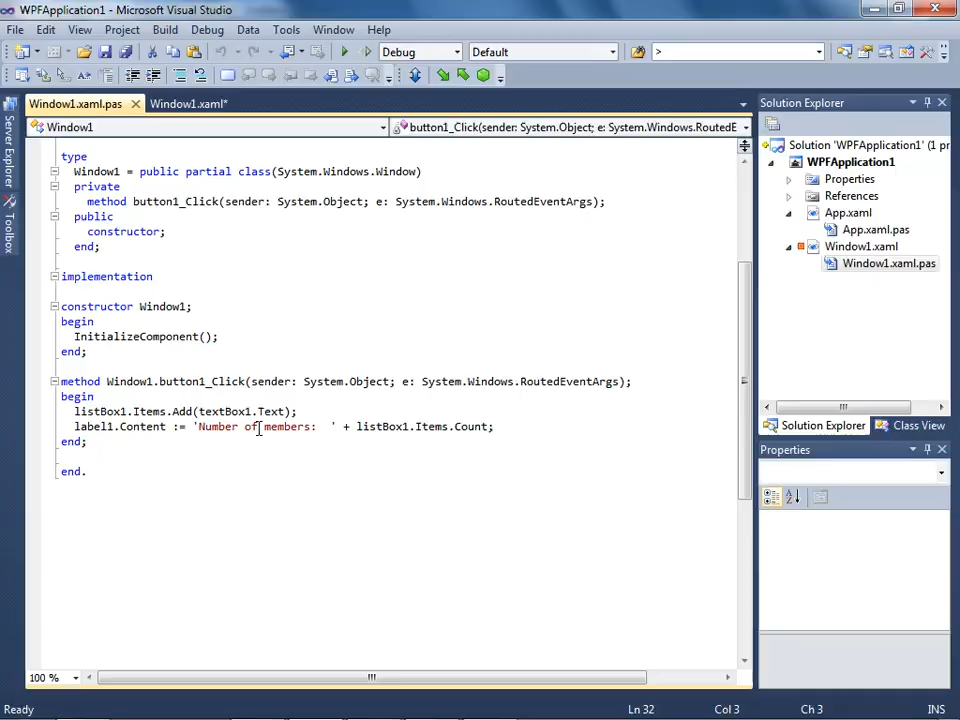 WPFApplication1 - Microsoft Visual Studio
File Edit View Project Build Debug Data Tools Window Help
Debug Default >
Window1.xaml.pas Window1.xaml*
Window1 button1_Click(sender: System.Object; e: System.Windows.RoutedE
type
Window1 = public partial class(System.Windows.Window)
private
method button1_Click(sender: System.Object; e: System.Windows.RoutedEventArgs);
public
constructor;
end;
implementation
constructor Window1;
begin
InitializeComponent();
end;
method Window1.button1_Click(sender: System.Object; e: System.Windows.RoutedEventArgs);
begin
listBox1.Items.Add(textBox1.Text);
label1.Content := 'Number of members:  ' + listBox1.Items.Count;
end;
end.
100 %
Server Explorer
Toolbox
Solution Explorer
Solution 'WPFApplication1' (1 pr
WPFApplication1
Properties
References
App.xaml
App.xaml.pas
Window1.xaml
Window1.xaml.pas
Solution Explorer Class View
Properties
Ready Ln 32 Col 3 Ch 3 INS